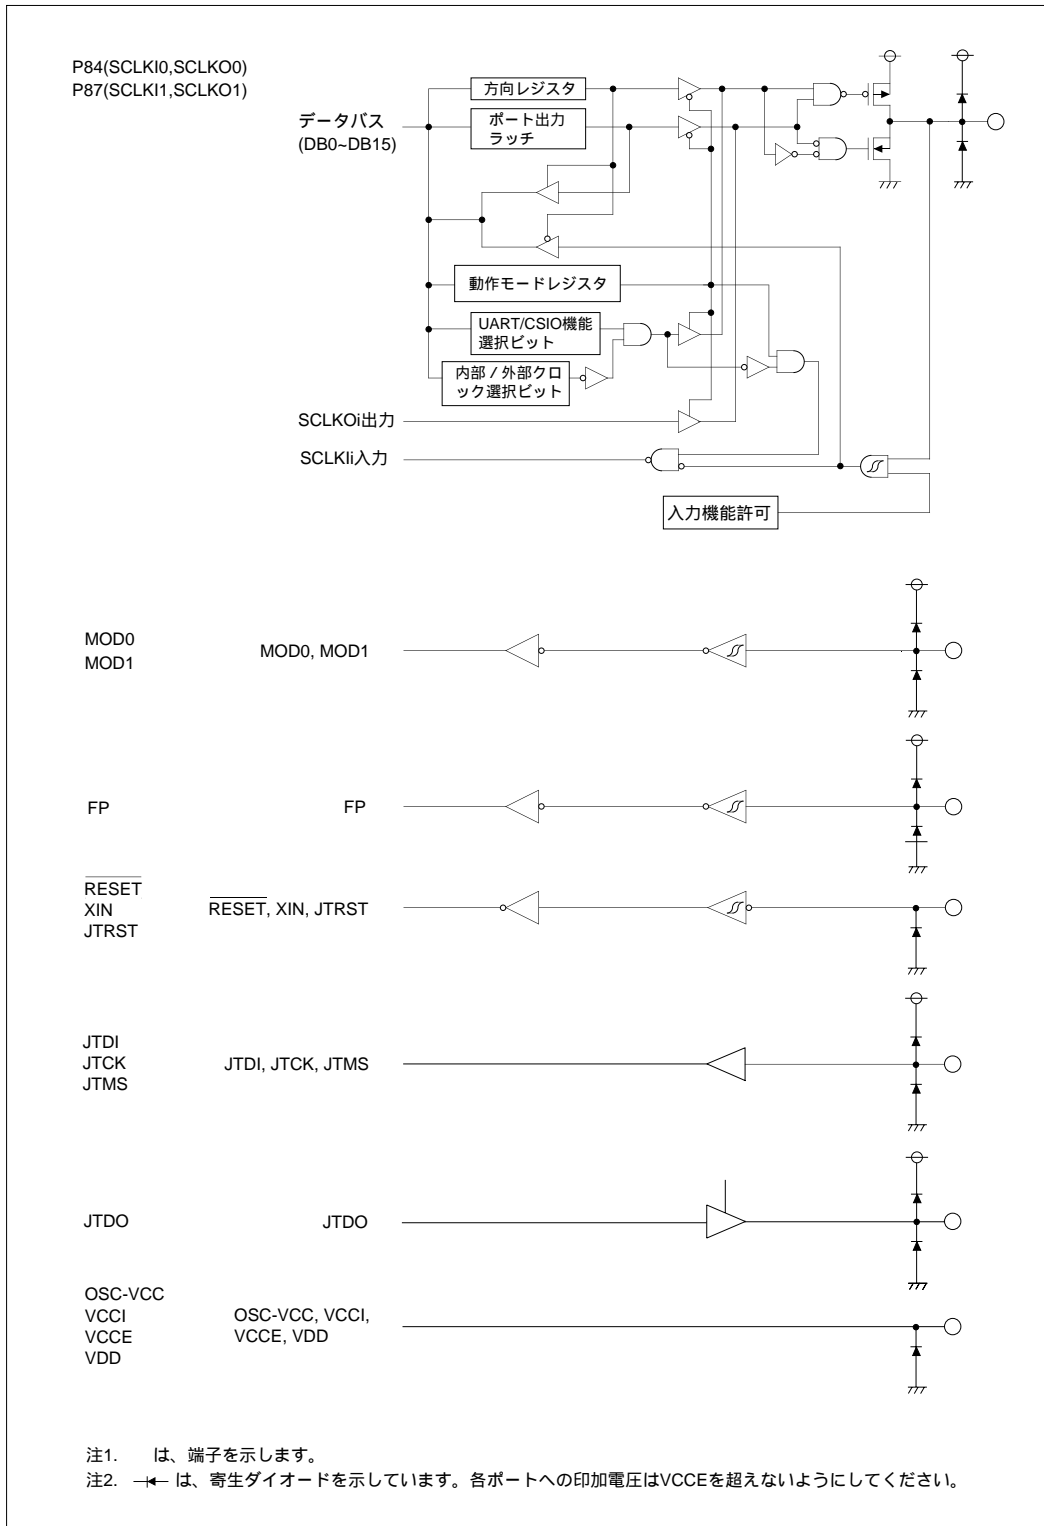 P84(SCLKI0,SCLKO0)
P87(SCLKI1,SCLKO1)
データバス
(DB0~DB15)
方向レジスタ
ポート出力
ラッチ
動作モードレジスタ
UART/CSIO機能
選択ビット
内部 / 外部クロ
ック選択ビット
SCLKOi出力
SCLKIi入力
入力機能許可
MOD0
MOD1
MOD0, MOD1
FP
FP
RESET
XIN
JTRST
RESET, XIN, JTRST
JTDI
JTCK
JTMS
JTDI, JTCK, JTMS
JTDO
JTDO
OSC-VCC
VCCI
VCCE
VDD
OSC-VCC, VCCI,
VCCE, VDD
注1. は、端子を示します。
注2. は、寄生ダイオードを示しています。各ポートへの印加電圧はVCCEを超えないようにしてください。